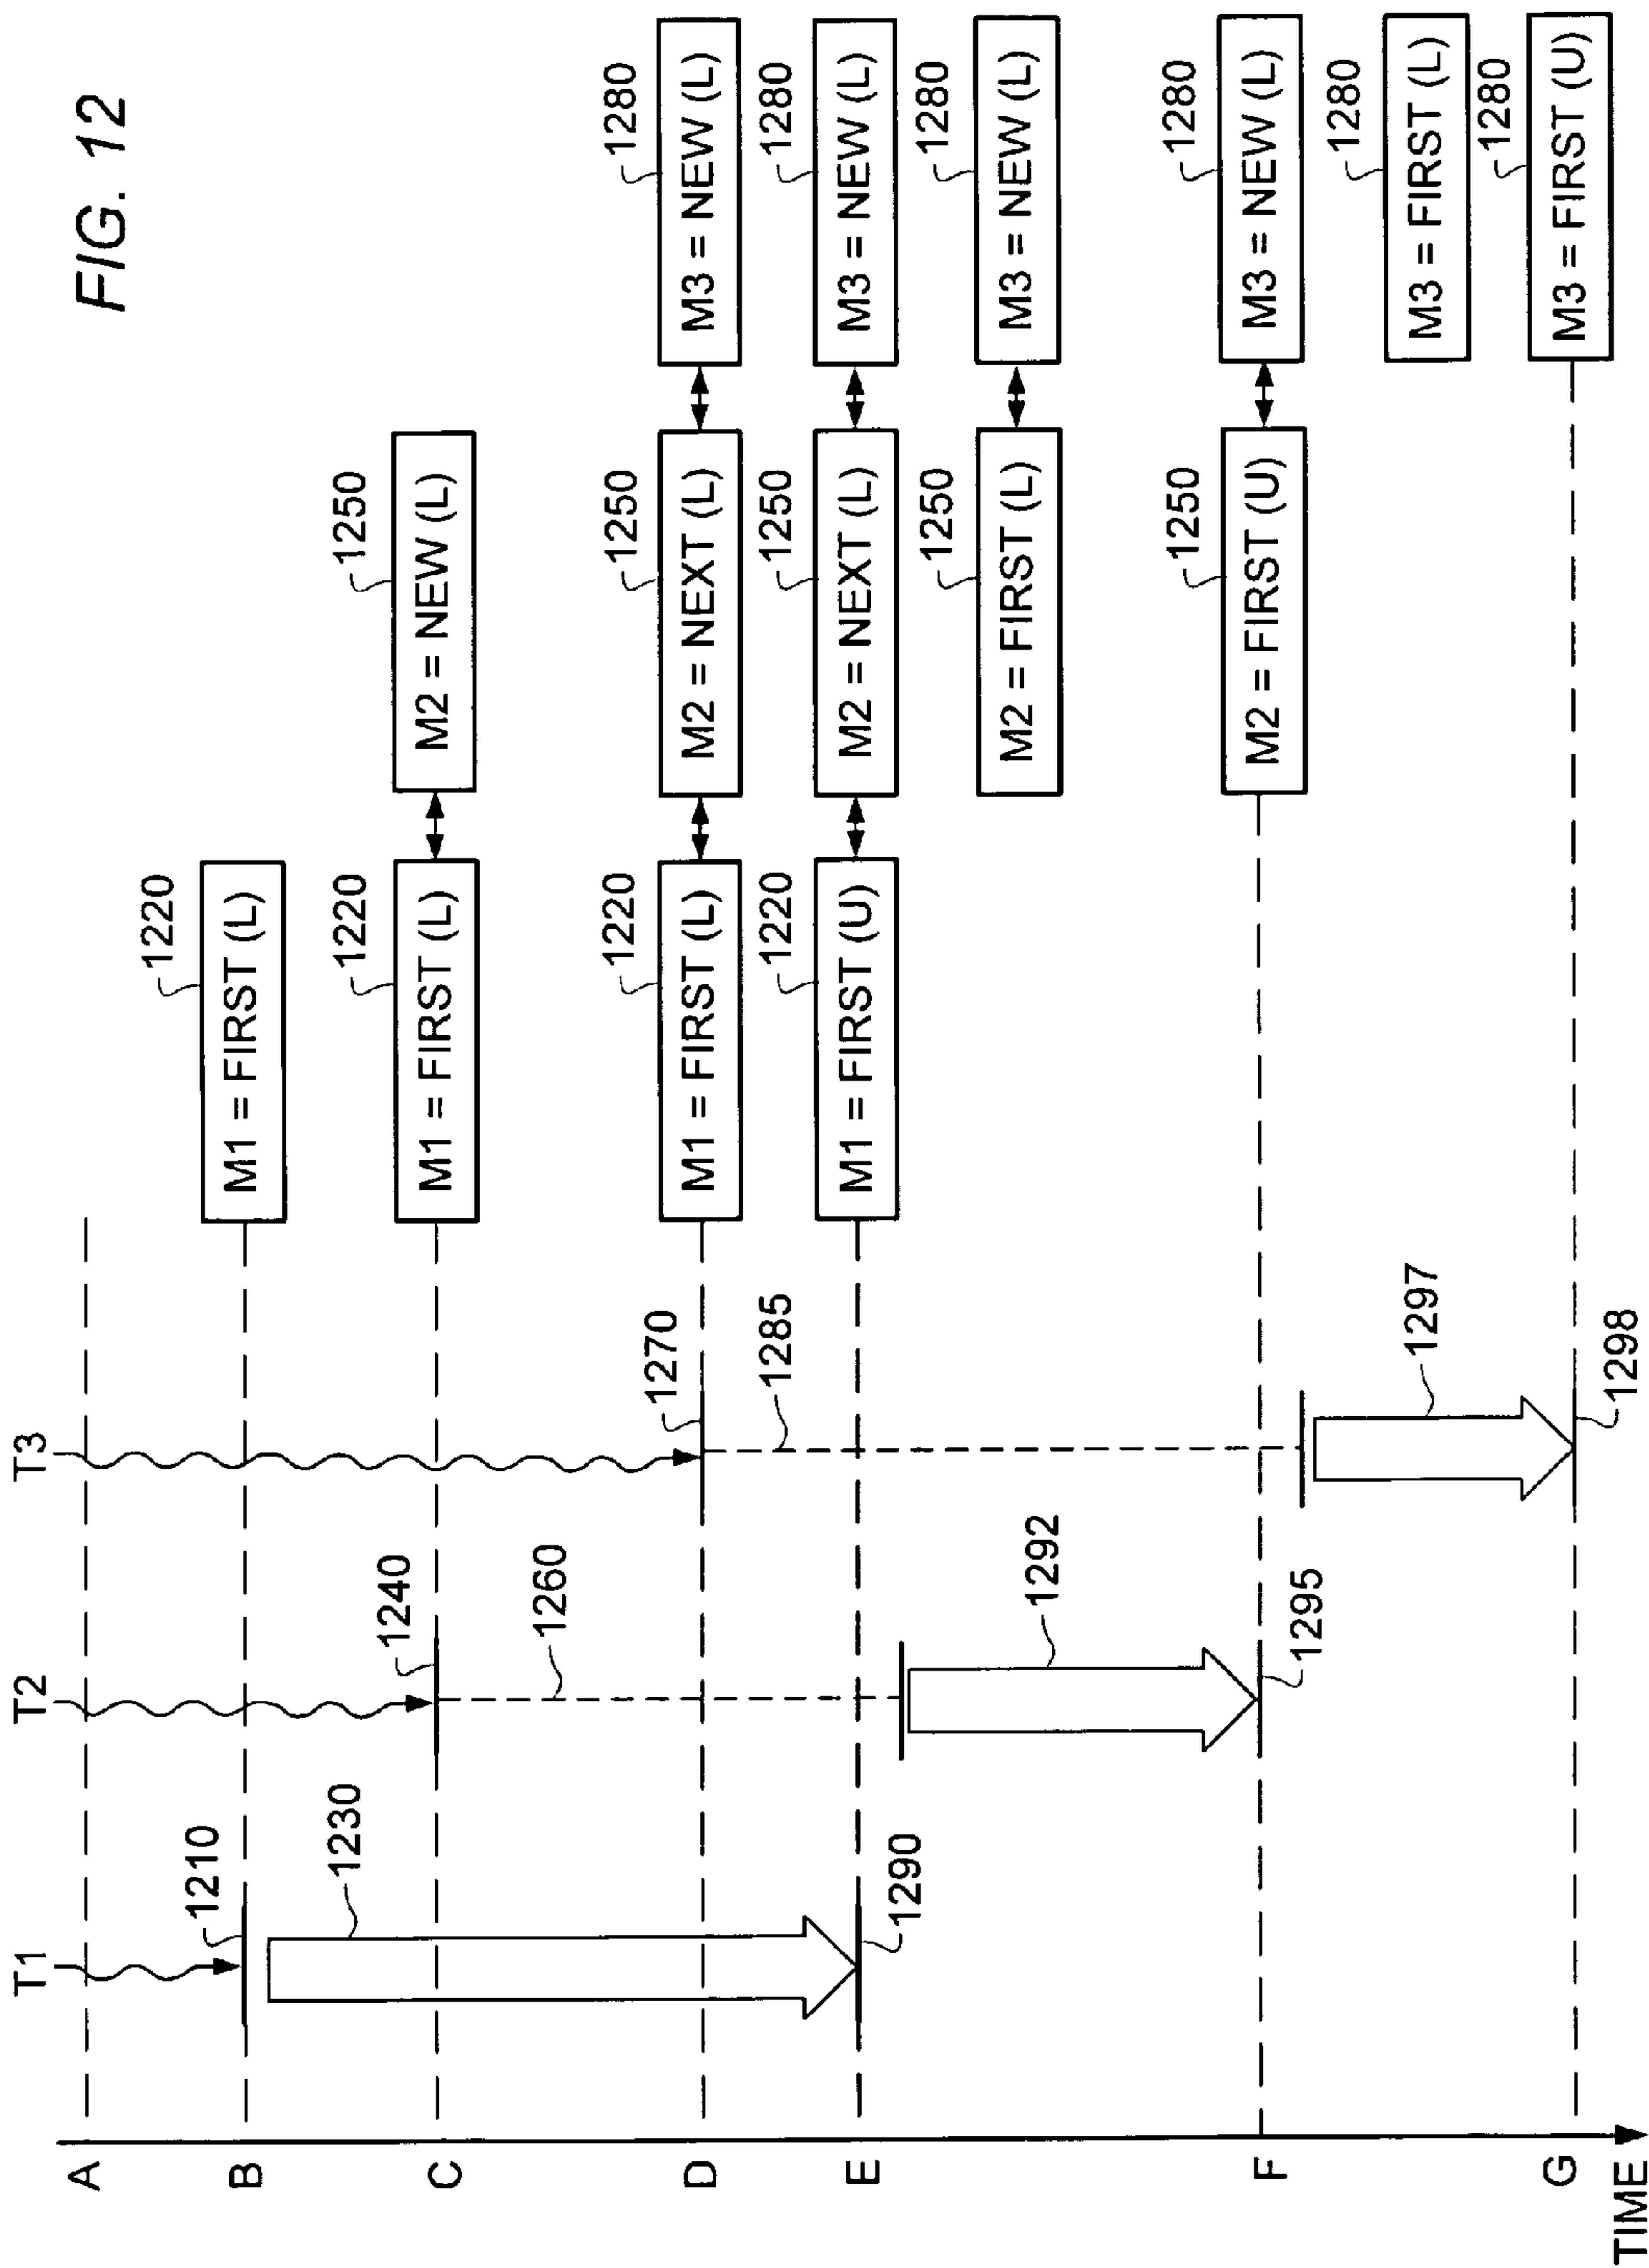 FIG. 12
T1
T2
T3
A
B
1210
1220
M1 = FIRST (L)
1230
C
1240
1220
M1 = FIRST (L)
1250
M2 = NEW (L)
1260
D
1270
1220
M1 = FIRST (L)
1250
M2 = NEXT (L)
1280
M3 = NEW (L)
1285
E
1290
1220
M1 = FIRST (U)
1250
M2 = NEXT (L)
1280
M3 = NEW (L)
1292
1250
M2 = FIRST (L)
1280
M3 = NEW (L)
F
1295
1250
M2 = FIRST (U)
1280
M3 = NEW (L)
1297
1280
M3 = FIRST (L)
G
1298
1280
M3 = FIRST (U)
TIME